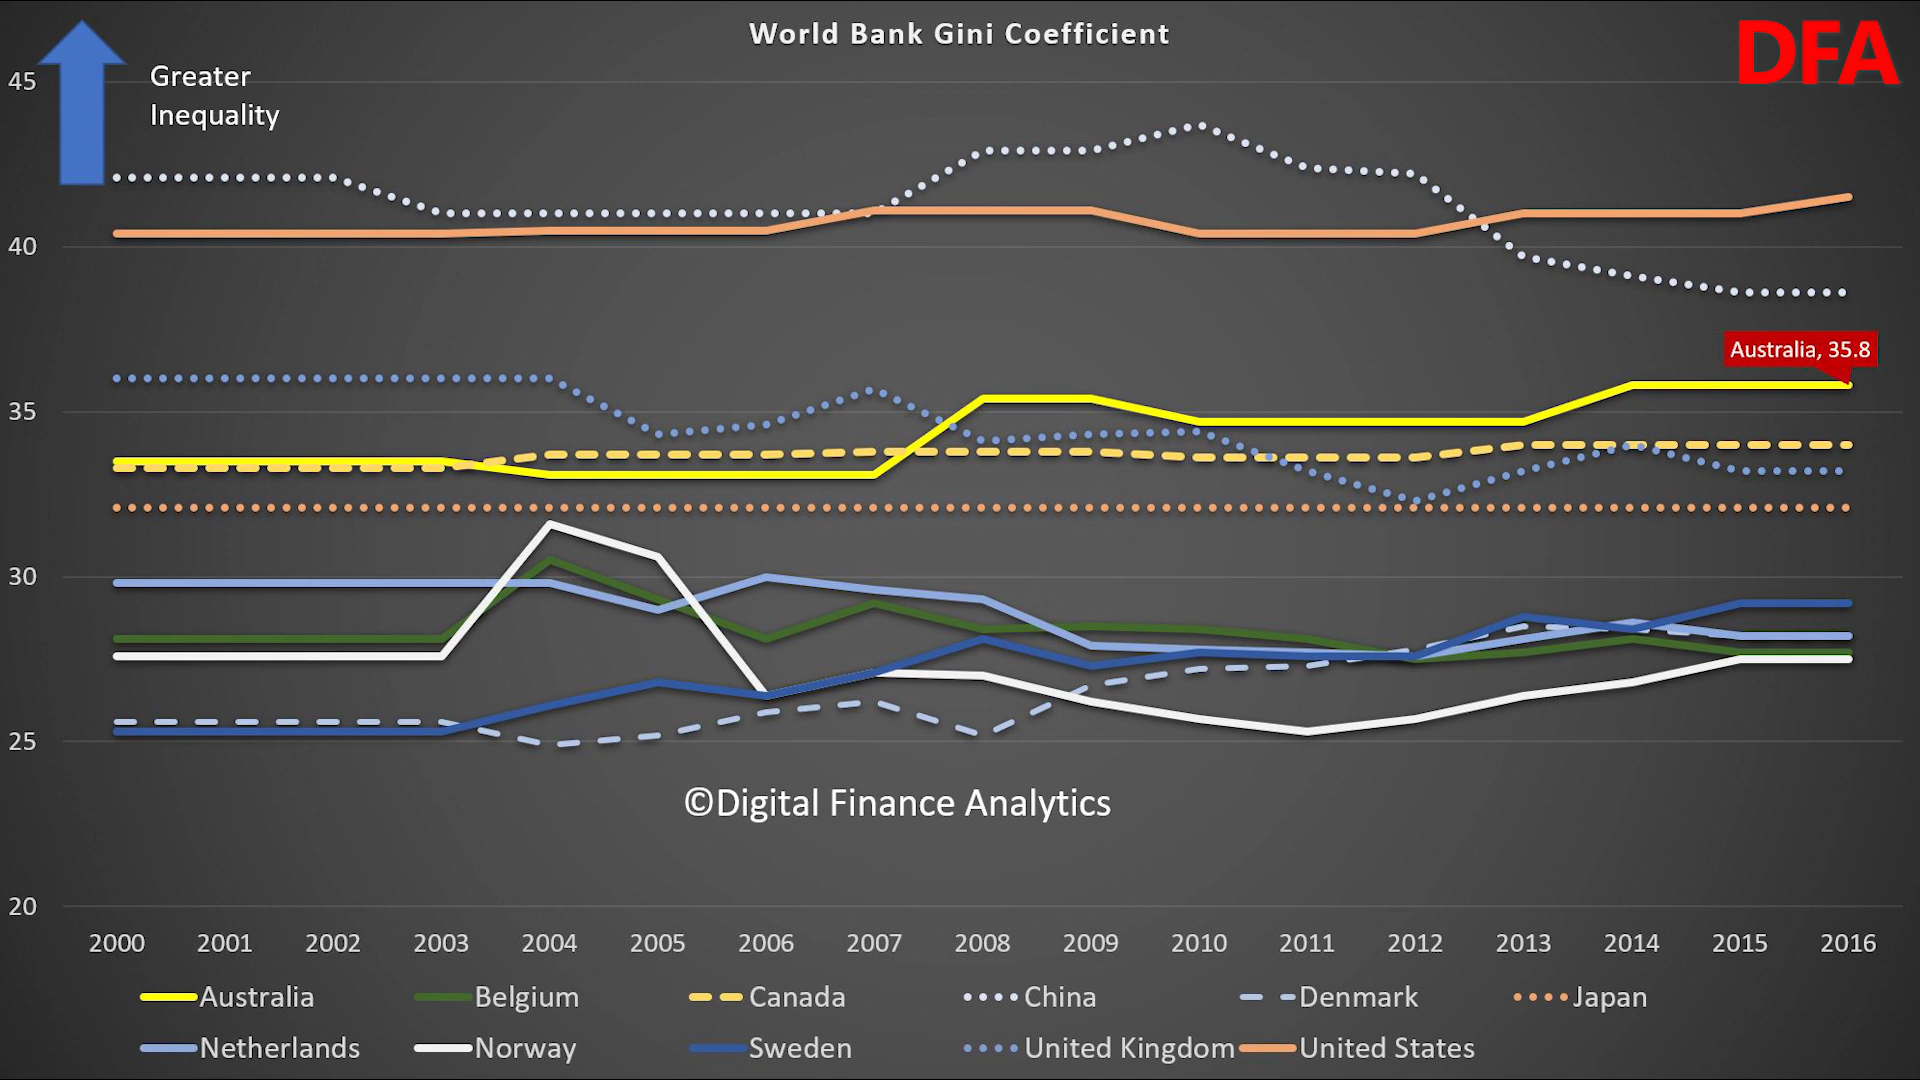 World Bank Gini Coefficient
DFA
Greater
Inequality
45
40
35
30
25
20
Australia, 35.8
©Digital Finance Analytics
2000 2001 2002 2003 2004 2005 2006 2007 2008 2009 2010 2011 2012 2013 2014 2015 2016
Australia Belgium Canada China Denmark Japan
Netherlands Norway Sweden United Kingdom United States